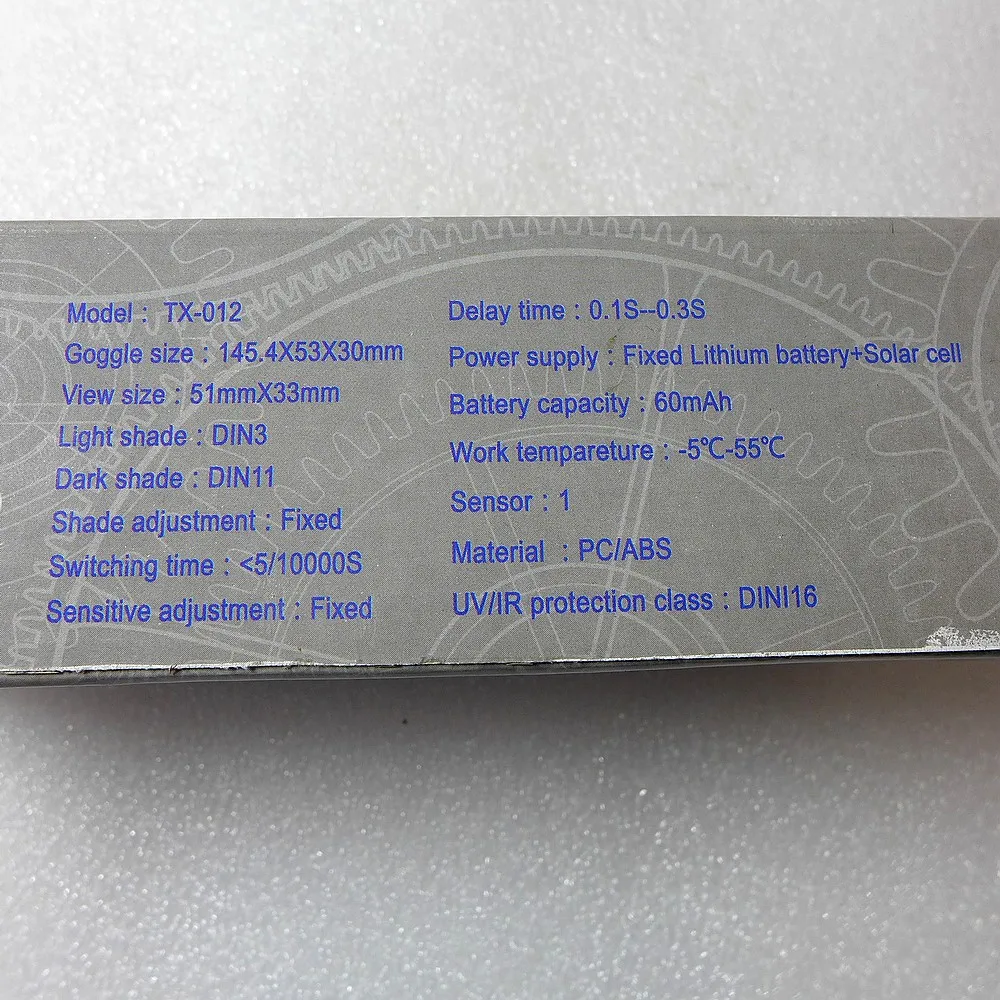 Model : TX-012
Goggle size : 145.4X53X30mm
View size : 51mmX33mm
Light shade : DIN3
Dark shade : DIN11
Shade adjustment : Fixed
Switching time : <5/10000S
Sensitive adjustment : Fixed
Delay time : 0.1S--0.3S
Power supply : Fixed Lithium battery+Solar cell
Battery capacity : 60mAh
Work tempareture : -5℃-55℃
Sensor : 1
Material : PC/ABS
UV/IR protection class : DINI16